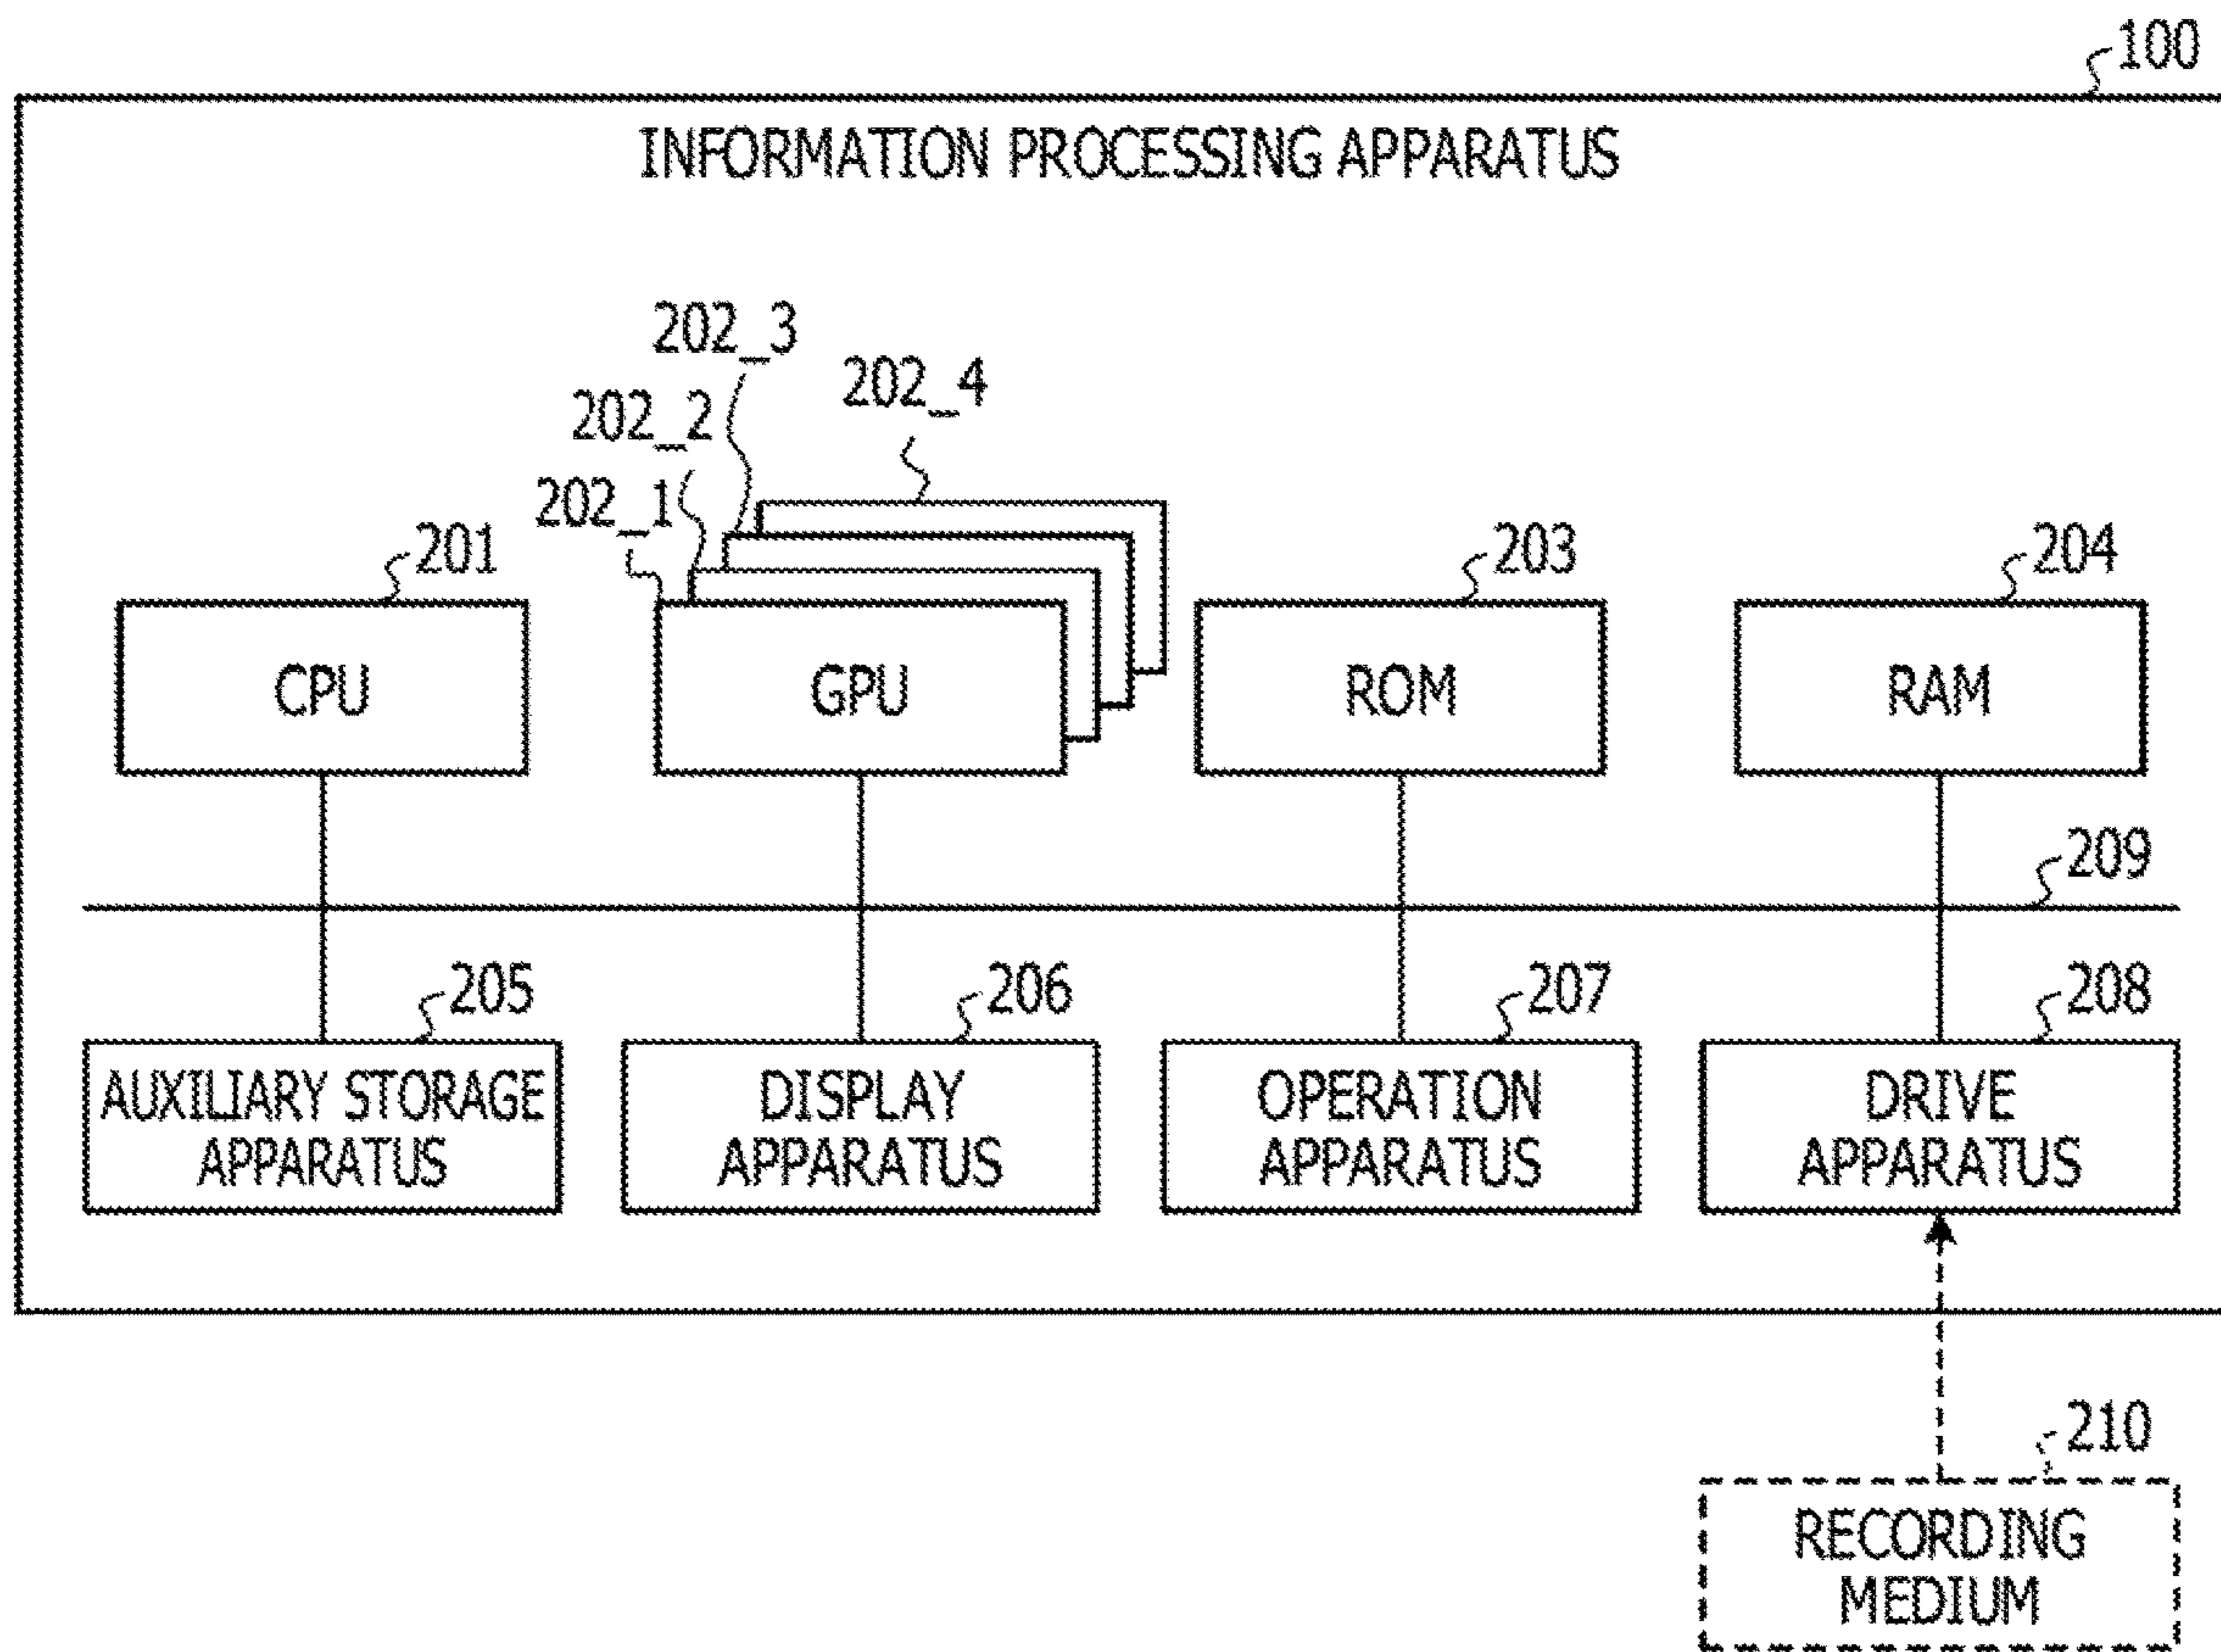 100
INFORMATION PROCESSING APPARATUS
202_3
202_4
202_2
202_1
201
203
204
CPU
GPU
ROM
RAM
209
205
206
207
208
AUXILIARY STORAGE
APPARATUS
DISPLAY
APPARATUS
OPERATION
APPARATUS
DRIVE
APPARATUS
210
RECORDING
MEDIUM